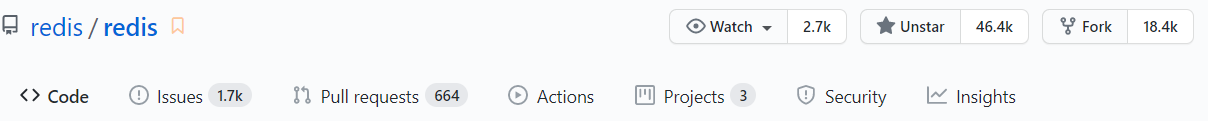 redis / redis Watch 2.7k Unstar 46.4k Fork 18.4k
Code Issues 1.7k Pull requests 664 Actions Projects 3 Security Insights